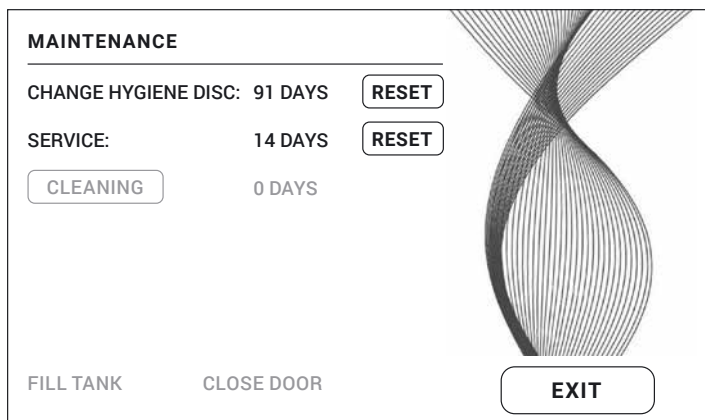 MAINTENANCE
CHANGE HYGIENE DISC: 91 DAYS RESET
SERVICE: 14 DAYS RESET
CLEANING 0 DAYS
FILL TANK CLOSE DOOR EXIT